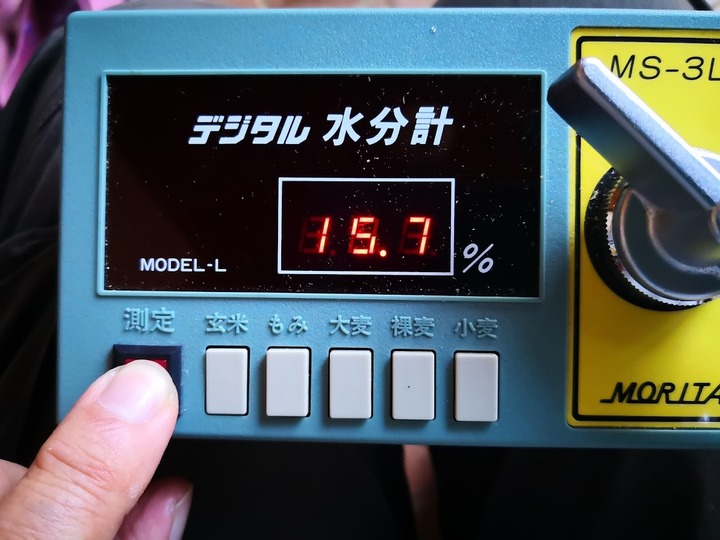 デジタル 水分計
15.7
%
MODEL-L
測定 玄米 もみ 大麦 裸麦 小麦
MS-3L
MORITA